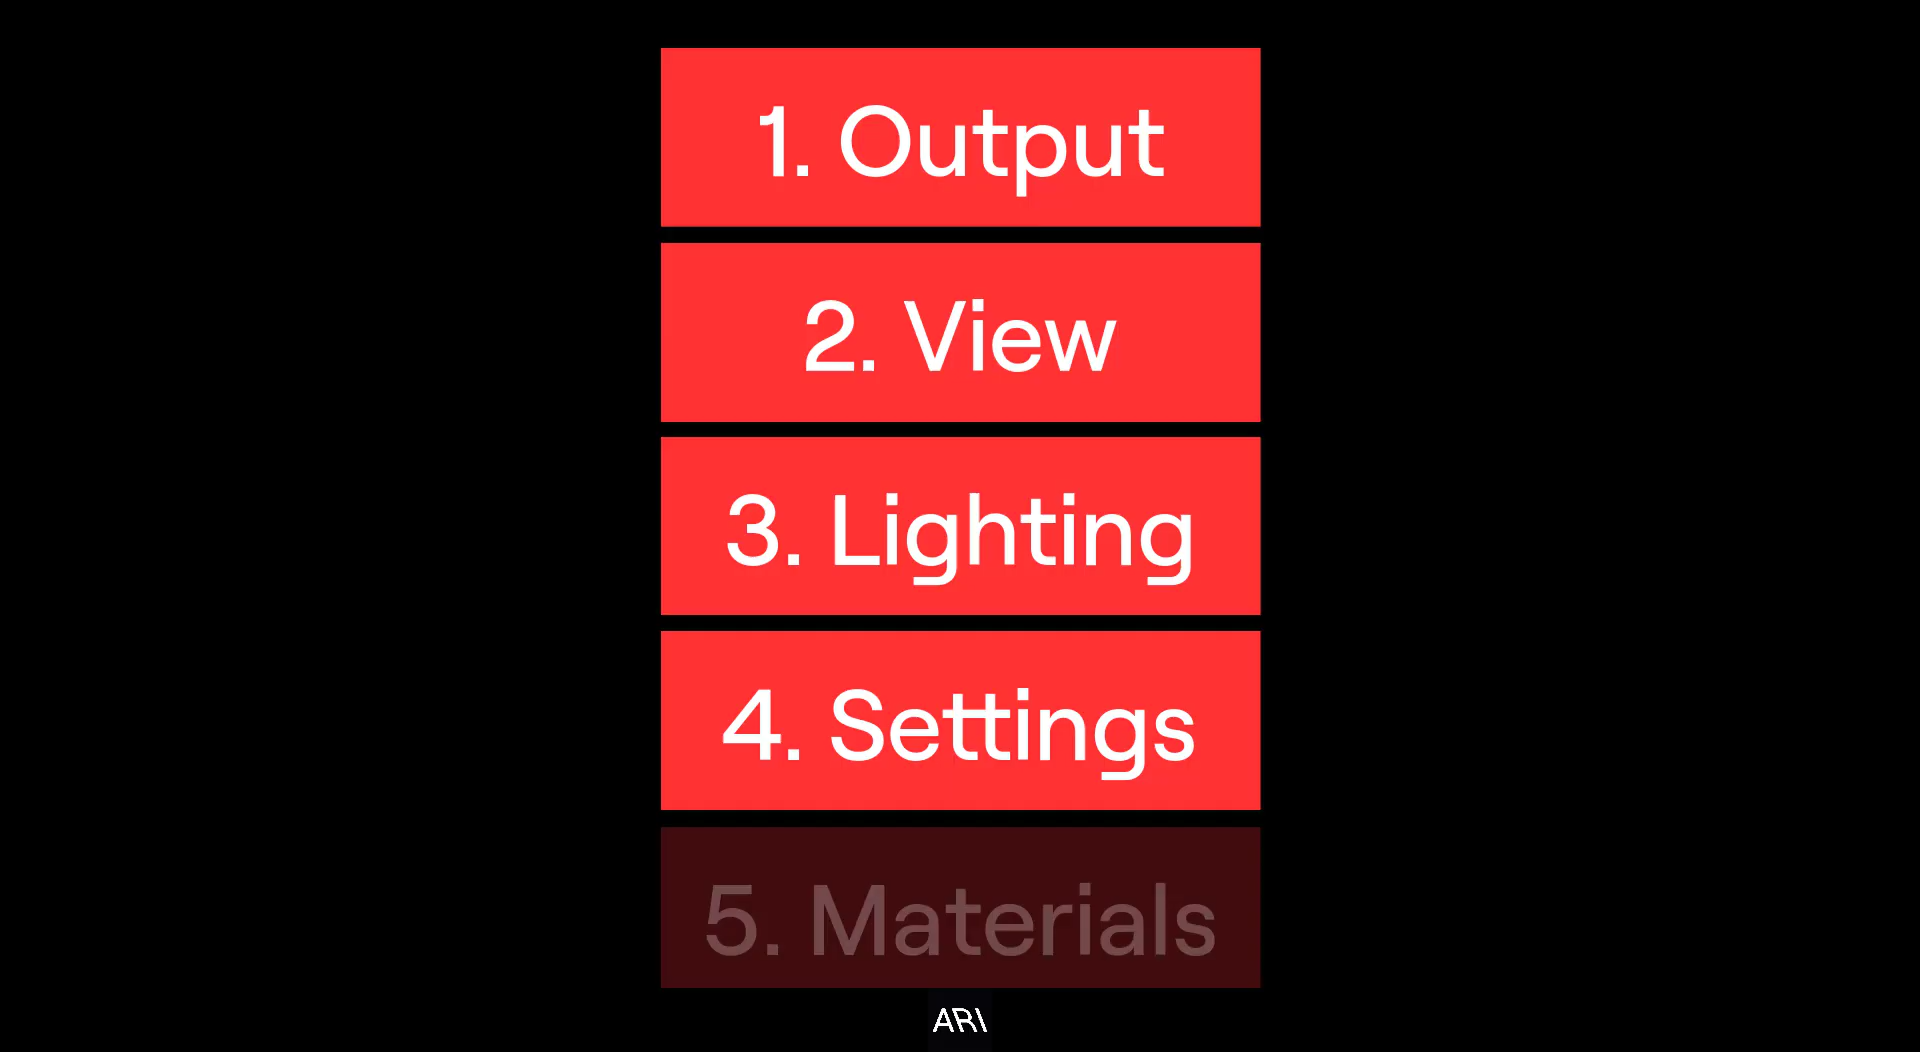 1. Output
2. View
3. Lighting
4. Settings
5. Materials
ARI